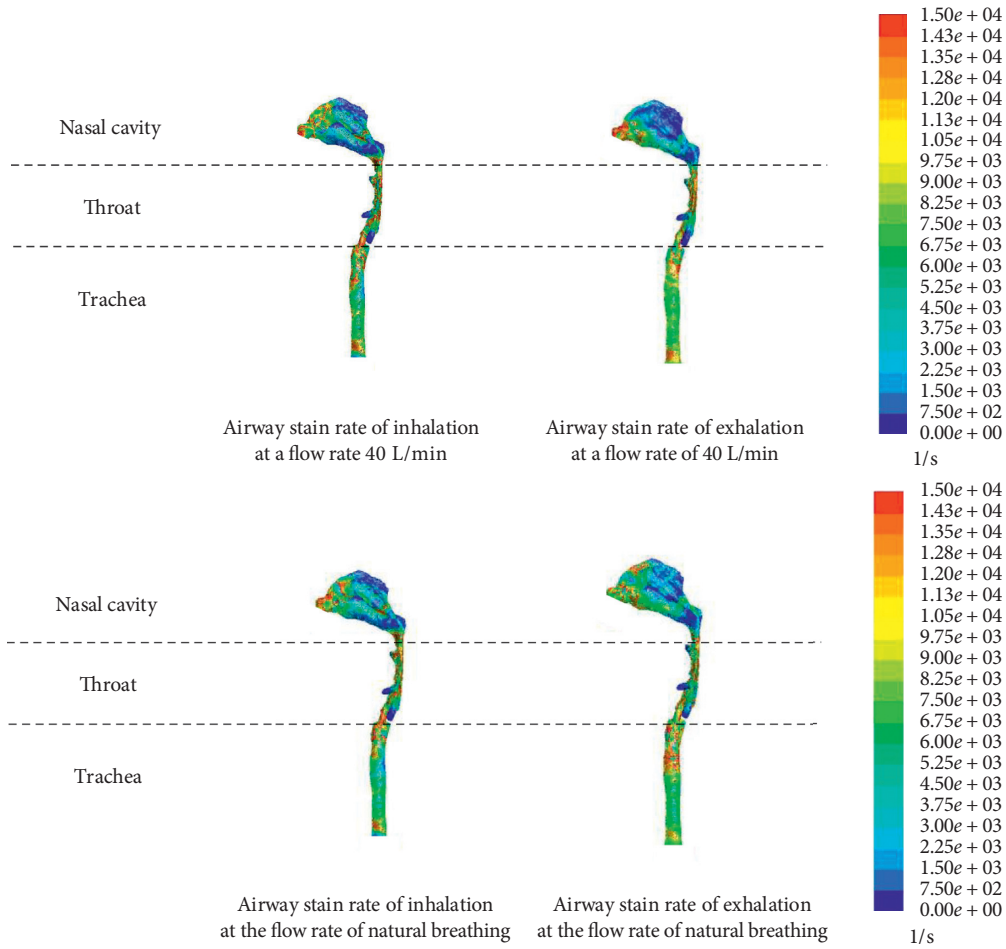 Nasal cavity
Throat
Trachea
Airway stain rate of inhalation
at a flow rate 40 L/min
Airway stain rate of exhalation
at a flow rate of 40 L/min
1.50e + 04
1.43e + 04
1.35e + 04
1.28e + 04
1.20e + 04
1.13e + 04
1.05e + 04
9.75e + 03
9.00e + 03
8.25e + 03
7.50e + 03
6.75e + 03
6.00e + 03
5.25e + 03
4.50e + 03
3.75e + 03
3.00e + 03
2.25e + 03
1.50e + 03
7.50e + 02
0.00e + 00
1/s
Nasal cavity
Throat
Trachea
Airway stain rate of inhalation
at the flow rate of natural breathing
Airway stain rate of exhalation
at the flow rate of natural breathing
1.50e + 04
1.43e + 04
1.35e + 04
1.28e + 04
1.20e + 04
1.13e + 04
1.05e + 04
9.75e + 03
9.00e + 03
8.25e + 03
7.50e + 03
6.75e + 03
6.00e + 03
5.25e + 03
4.50e + 03
3.75e + 03
3.00e + 03
2.25e + 03
1.50e + 03
7.50e + 02
0.00e + 00
1/s